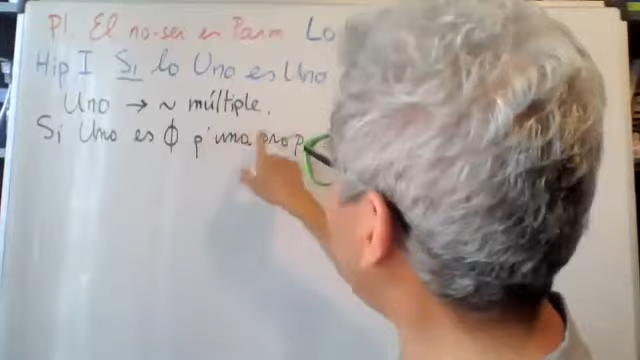 Pl. El no-ser en Parm Lo
Hip I Si lo Uno es Uno
Uno → ~ múltiple.
Si Uno es ϕ p' una prop